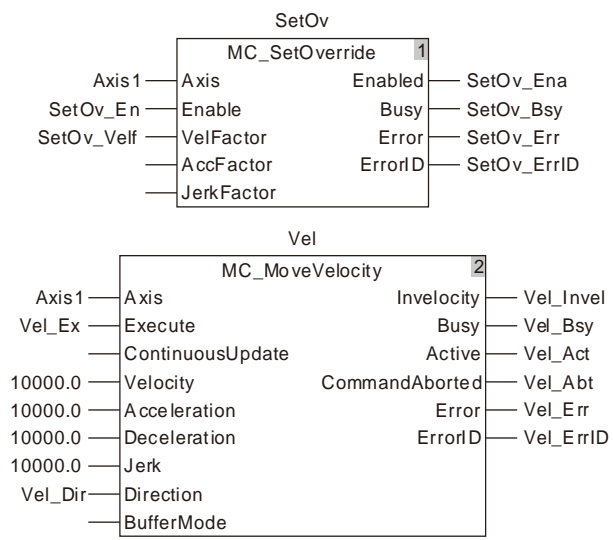 SetOv
MC_SetOverride 1
Axis1 Axis Enabled SetOv_Ena
SetOv_En Enable Busy SetOv_Bsy
SetOv_Velf VelFactor Error SetOv_Err
AccFactor ErrorID SetOv_ErrID
JerkFactor
Vel
MC_MoveVelocity 2
Axis1 Axis Invelocity Vel_Invel
Vel_Ex Execute Busy Vel_Bsy
ContinuousUpdate Active Vel_Act
10000.0 Velocity CommandAborted Vel_Abt
10000.0 Acceleration Error Vel_Err
10000.0 Deceleration ErrorID Vel_ErrID
10000.0 Jerk
Vel_Dir Direction
BufferMode